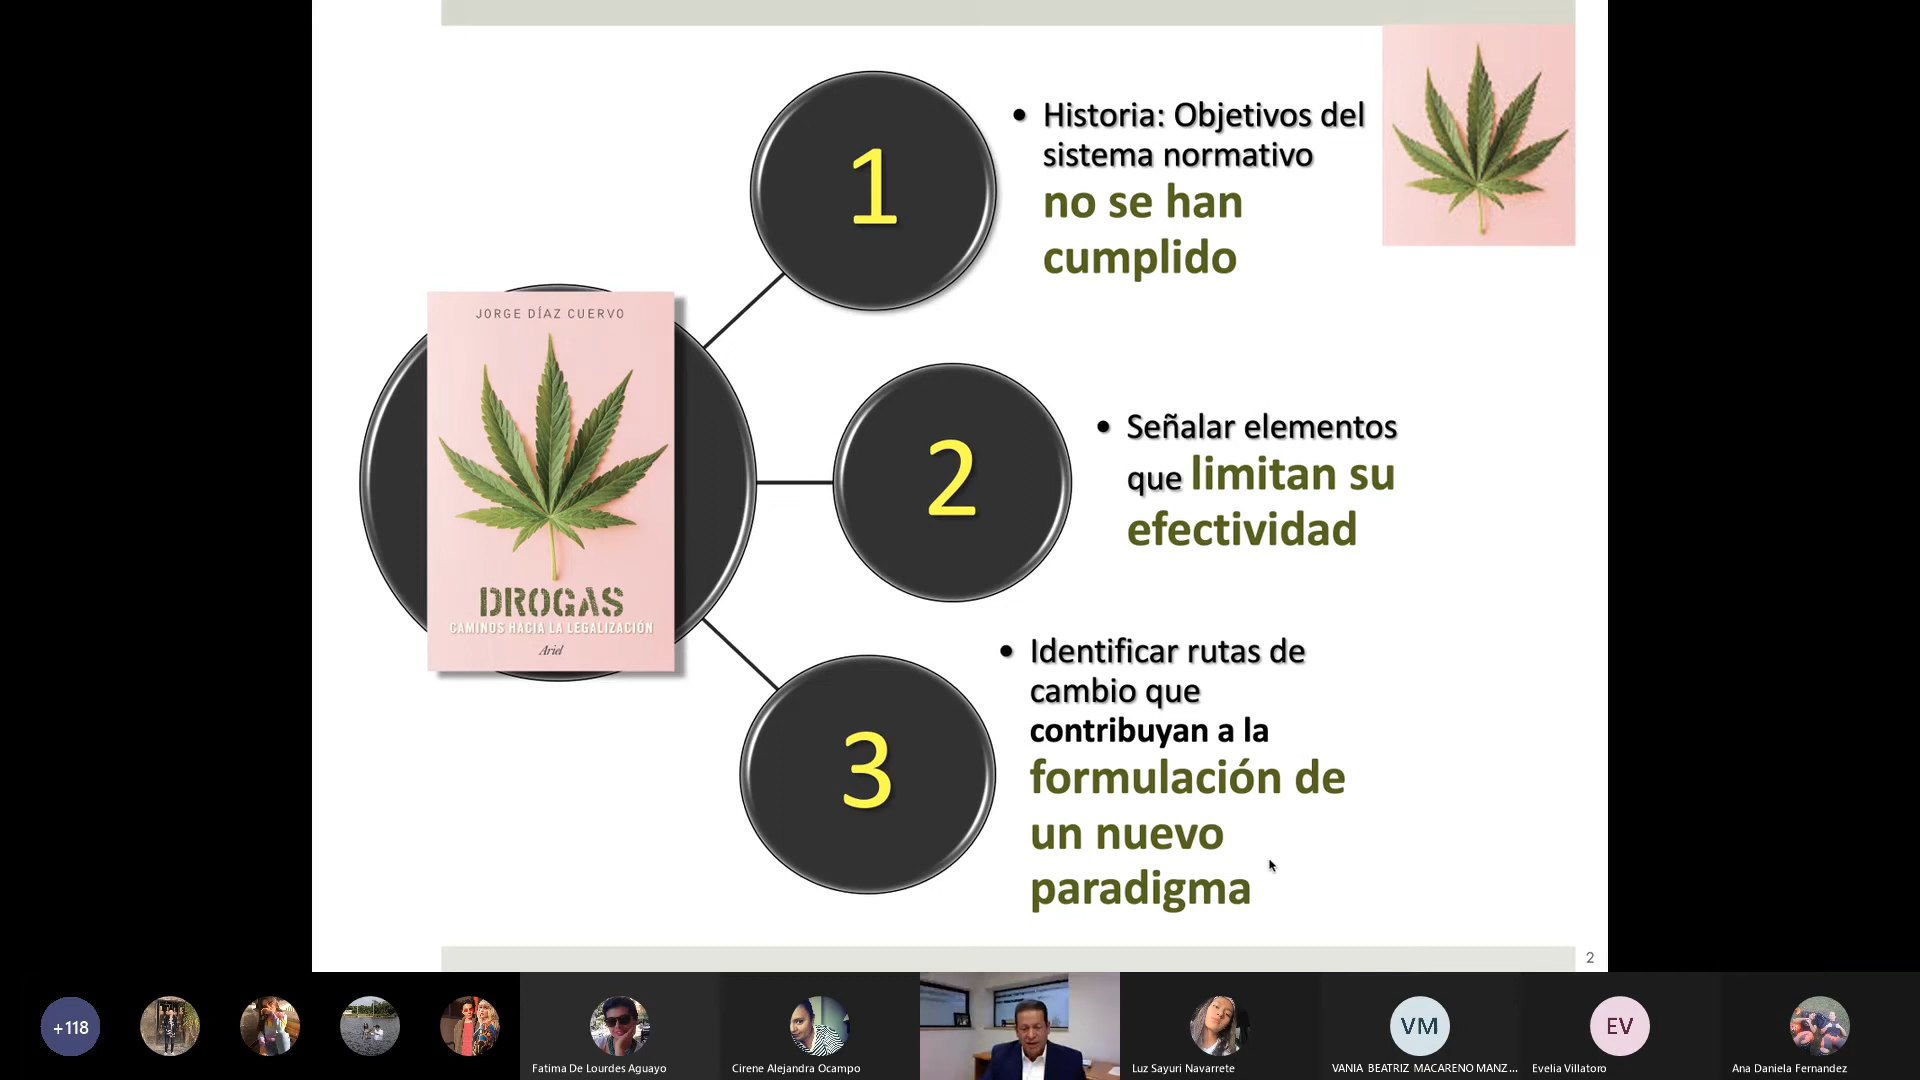 1
• Historia: Objetivos del
sistema normativo
no se han
cumplido
JORGE DÍAZ CUERVO
DROGAS
CAMINOS HACIA LA LEGALIZACIÓN
Ariel
2
• Señalar elementos
que limitan su
efectividad
3
• Identificar rutas de
cambio que
contribuyan a la
formulación de
un nuevo
paradigma
2
+118
Fatima De Lourdes Aguayo
Cirene Alejandra Ocampo
Luz Sayuri Navarrete
VM
VANIA BEATRIZ MACARENO MANZ...
EV
Evelia Villatoro
Ana Daniela Fernandez